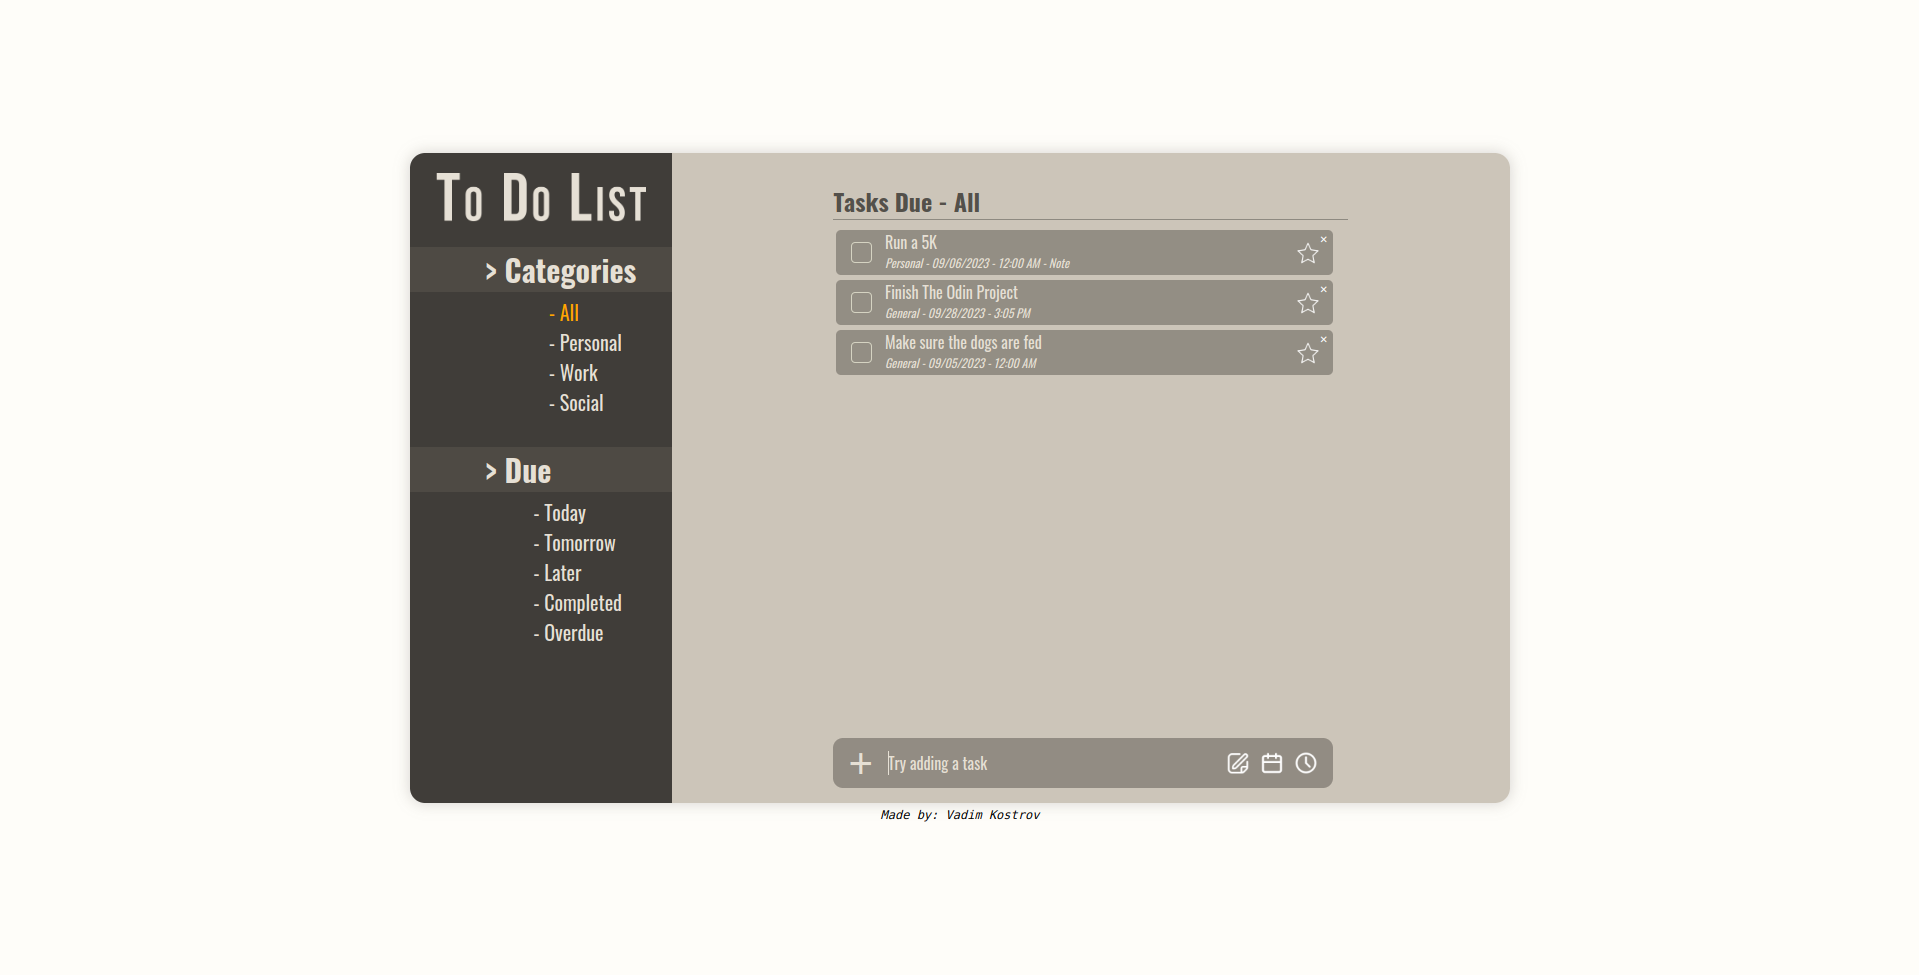 To Do List
> Categories
- All
- Personal
- Work
- Social
> Due
- Today
- Tomorrow
- Later
- Completed
- Overdue
Tasks Due - All
Run a 5K
Personal - 09/06/2023 - 12:00 AM - Note
Finish The Odin Project
General - 09/28/2023 - 3:05 PM
Make sure the dogs are fed
General - 09/05/2023 - 12:00 AM
Try adding a task
Made by: Vadim Kostrov